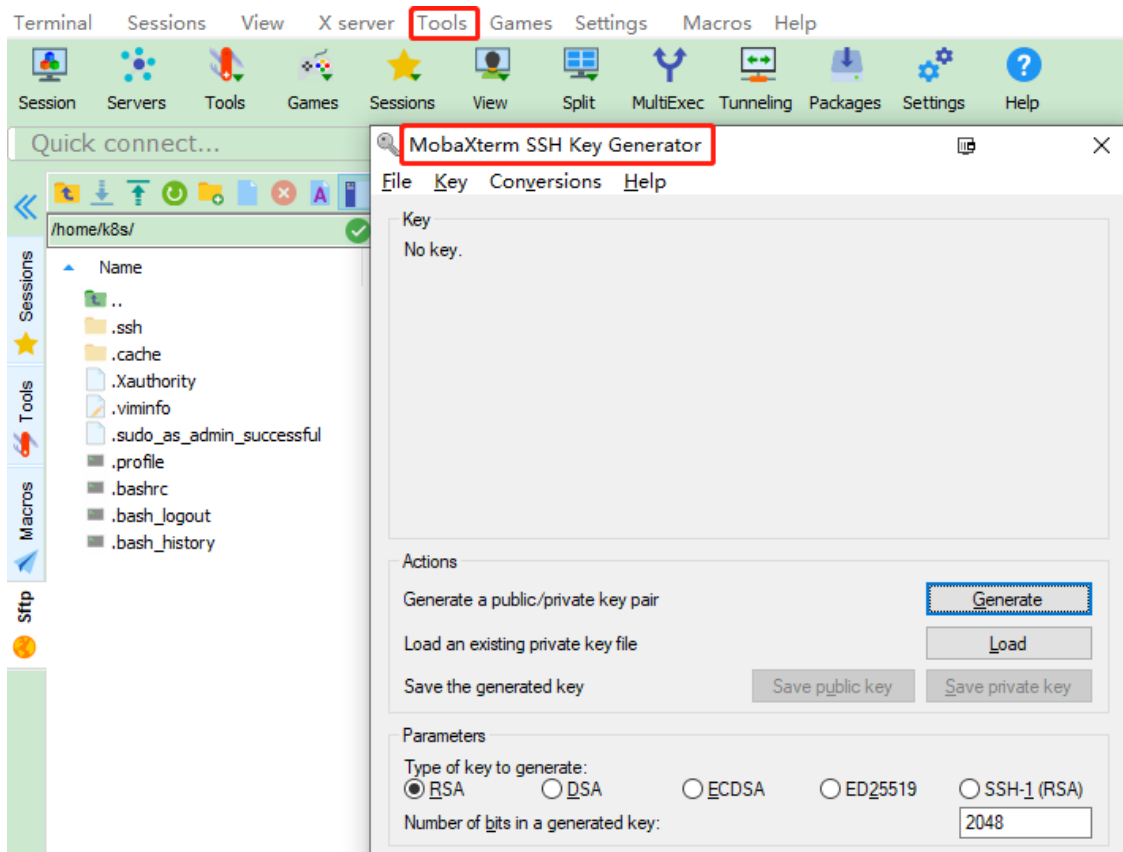 Terminal Sessions View X server Tools Games Settings Macros Help
Session Servers Tools Games Sessions View Split MultiExec Tunneling Packages Settings Help
Quick connect...
/home/k8s/
Name
..
.ssh
.cache
.Xauthority
.viminfo
.sudo_as_admin_successful
.profile
.bashrc
.bash_logout
.bash_history
Sessions
Tools
Macros
Sftp
MobaXterm SSH Key Generator
File Key Conversions Help
Key
No key.
Actions
Generate a public/private key pair Generate
Load an existing private key file Load
Save the generated key Save public key Save private key
Parameters
Type of key to generate:
RSA DSA ECDSA ED25519 SSH-1 (RSA)
Number of bits in a generated key: 2048